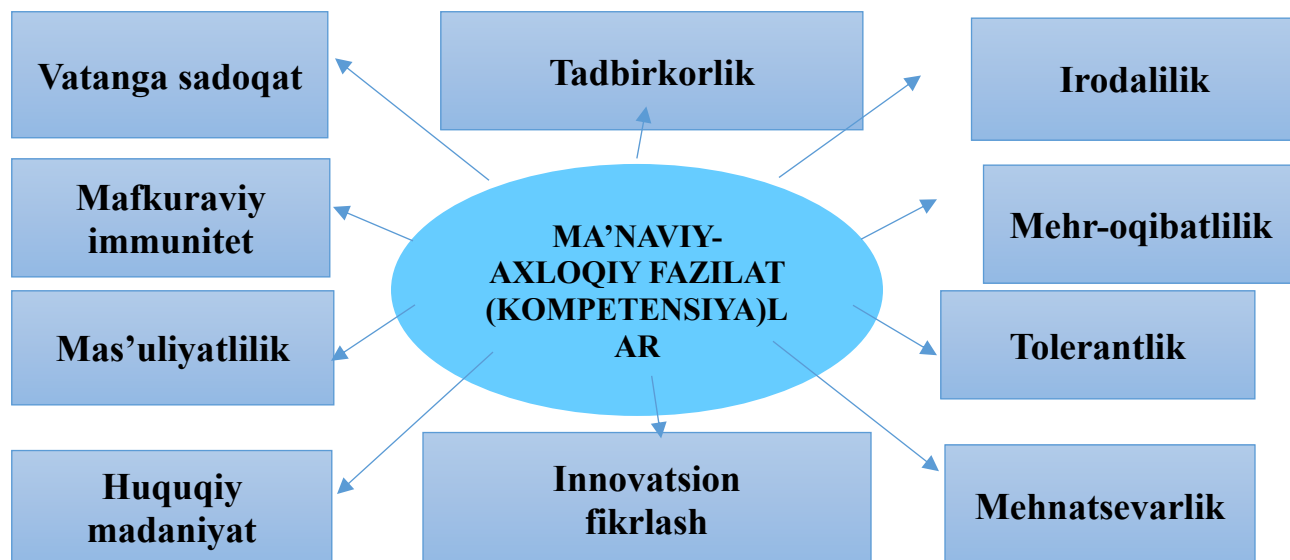 Vatanga sadoqat
Tadbirkorlik
Irodalilik
Mafkuraviy
immunitet
Mehr-oqibatlilik
MA’NAVIY-
AXLOQIY FAZILAT
(KOMPETENSIYA)L
AR
Mas’uliyatlilik
Tolerantlik
Huquqiy
madaniyat
Innovatsion
fikrlash
Mehnatsevarlik